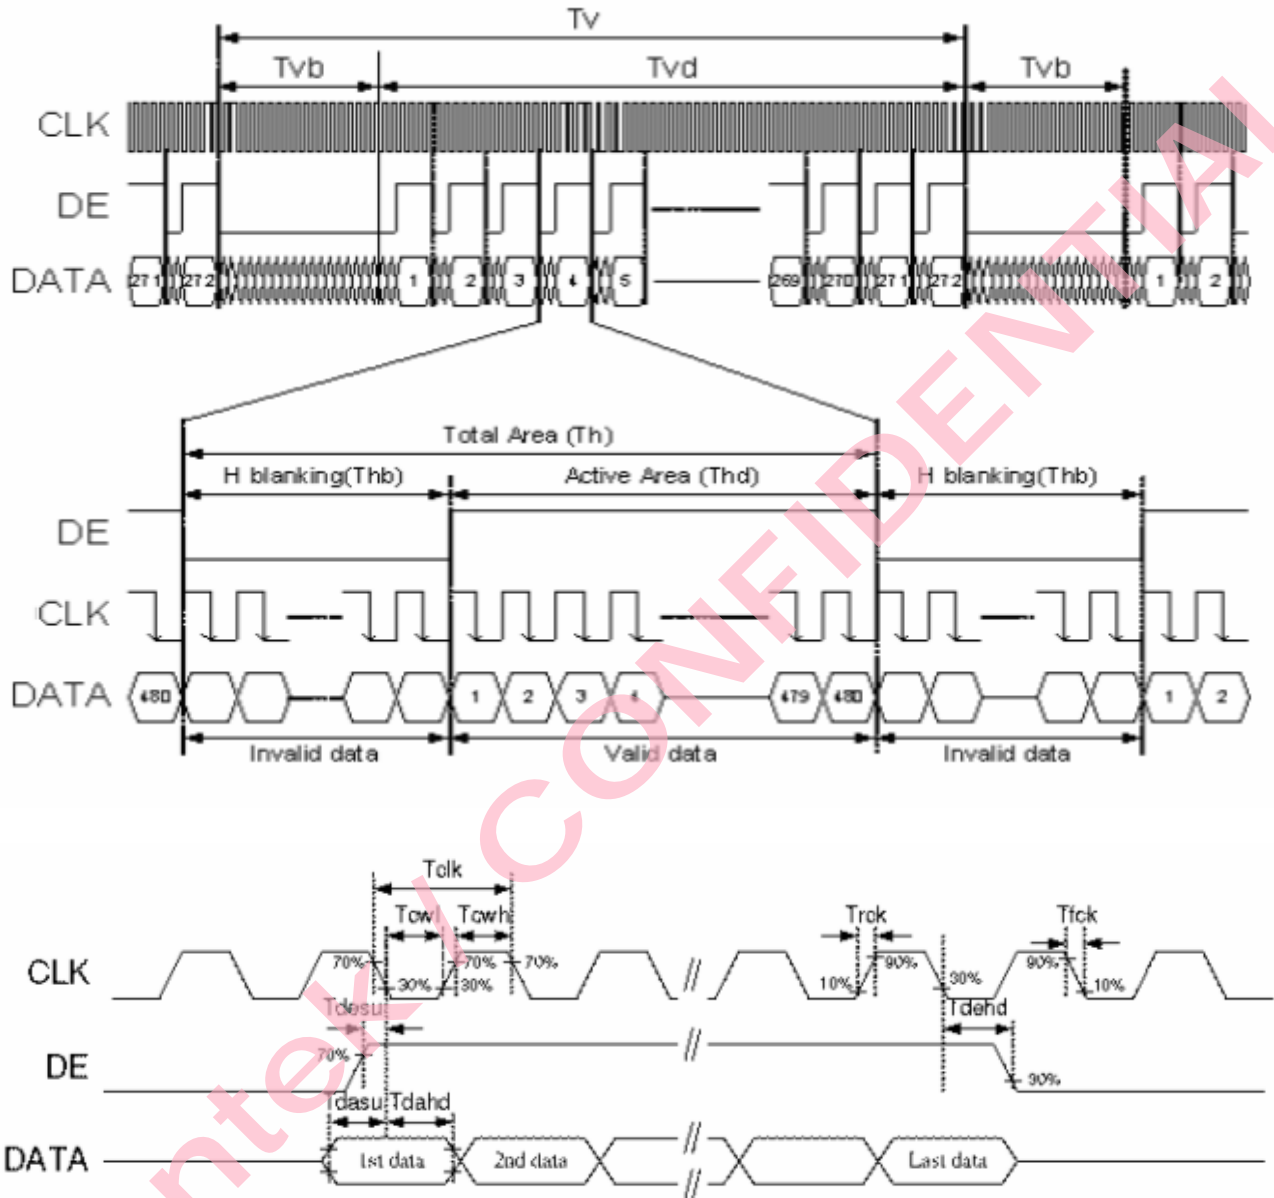 Tv
Tvb Tvd Tvb
CLK
DE
DATA 271 272 1 2 3 4 5 269 270 271 272 1 2
Total Area (Th)
H blanking(Thb) Active Area (Thd) H blanking(Thb)
DE
CLK
DATA 480 1 2 3 4 479 480 1 2
Invalid data Valid data Invalid data
Tclk
Tcwl Tcwh Trck Tfck
CLK 70% 30% 70% 30% 70% 10% 90% 30% 90% 10%
Tdesu Tdehd
DE 70% 30%
Tdasu Tdahd
DATA 1st data 2nd data Last data
ntek / CONFIDENTIAL